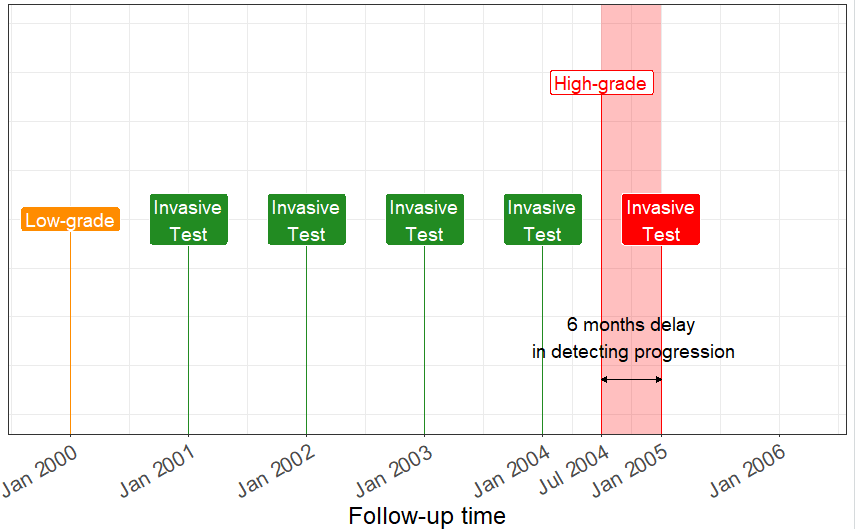 High-grade
Low-grade
Invasive
Test
Invasive
Test
Invasive
Test
Invasive
Test
Invasive
Test
6 months delay
in detecting progression
Jan 2000
Jan 2001
Jan 2002
Jan 2003
Jan 2004
Jul 2004
Jan 2005
Jan 2006
Follow-up time